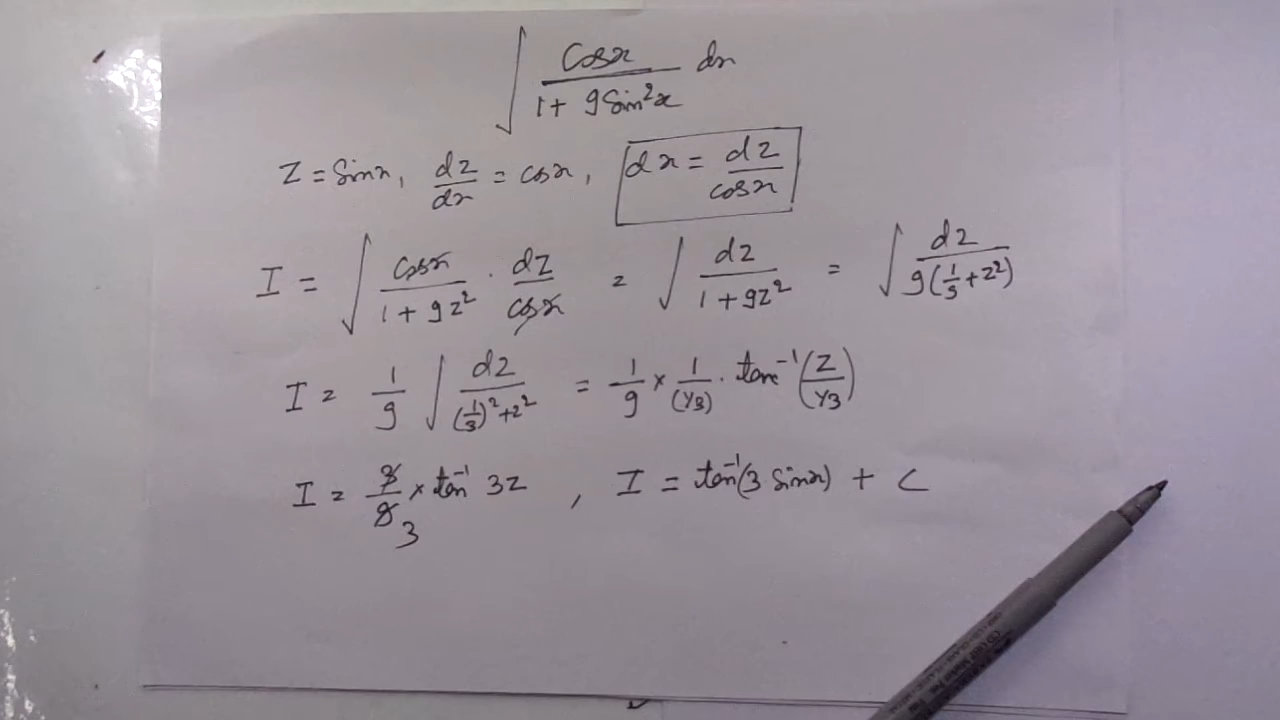 ∫ Cosx / (1 + 9Sin²x) dx
Z = Sinx, dz/dx = cosx, dx = dz/cosx
I = ∫ cosx / (1 + 9z²) · dz/cosx = ∫ dz / (1 + 9z²) = ∫ dz / 9(1/9 + z²)
I = 1/9 ∫ dz / ((1/3)² + z²) = 1/9 × 1/(1/3) · tan⁻¹(z / 1/3)
I = 3/9 3 × tan⁻¹ 3z , I = tan⁻¹(3 sinx) + C